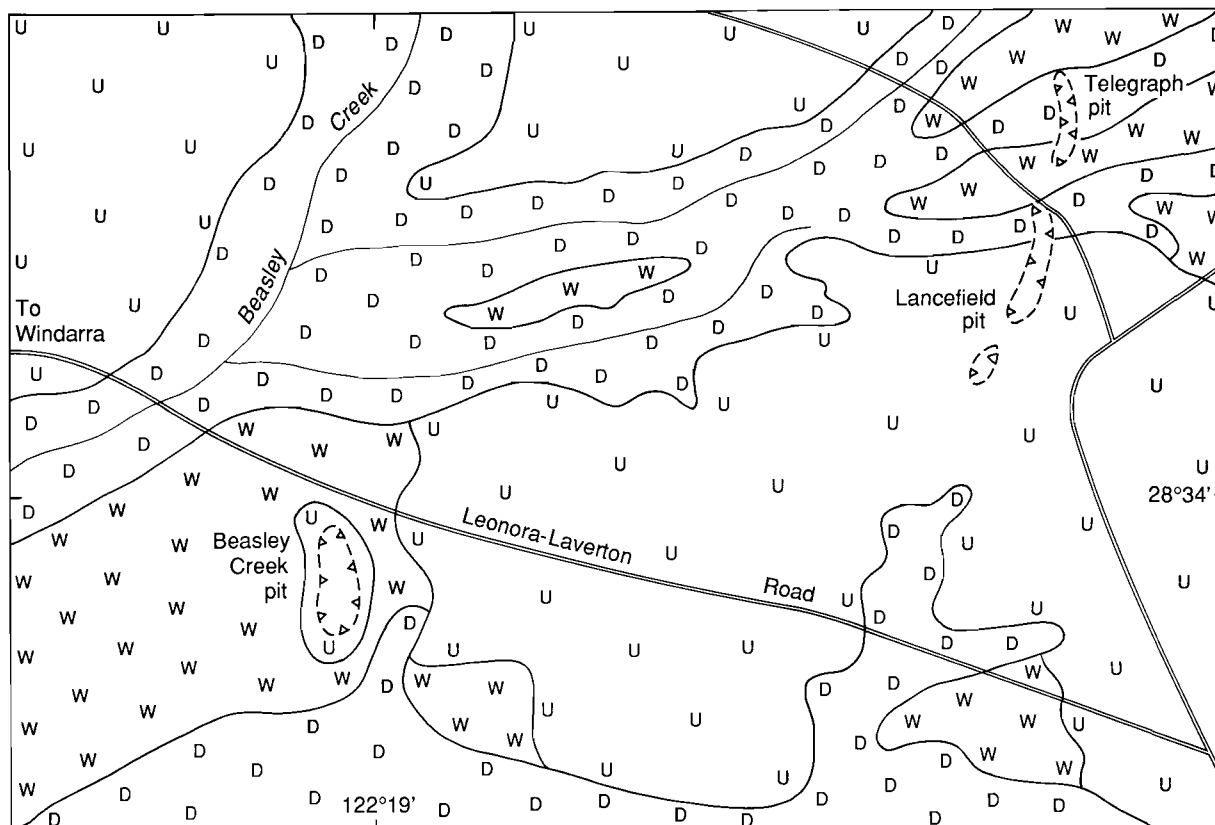 U U D U U U W W W D
D D
U D U D D W W D
U D W Telegraph W
Creek
U D D D W D D pit
D D U D W W
U U D U D D W W W D
D D U D D D W W D
U U U D D D D D D W W W W
D D D D D D D D D D
U D D D D U W
Beasley
D D W W W D D Lancefield
To U W D D D U U pit
Windarra
D D D D D U
U D D D D D D U
D D D D U U
D W W W U U U
D W W U U
D W W U D 28°34'
Beasley W U W U Leonora-Laverton D U
Creek W W U U
pit W W W U Road D U
W W U D U
W W W U D U U D D U
W W W W W D W D D W
W W W U D W W U
W D D D W W U D W W
W D D D U U D W D U
W D D 122°19' D D D D D D D D